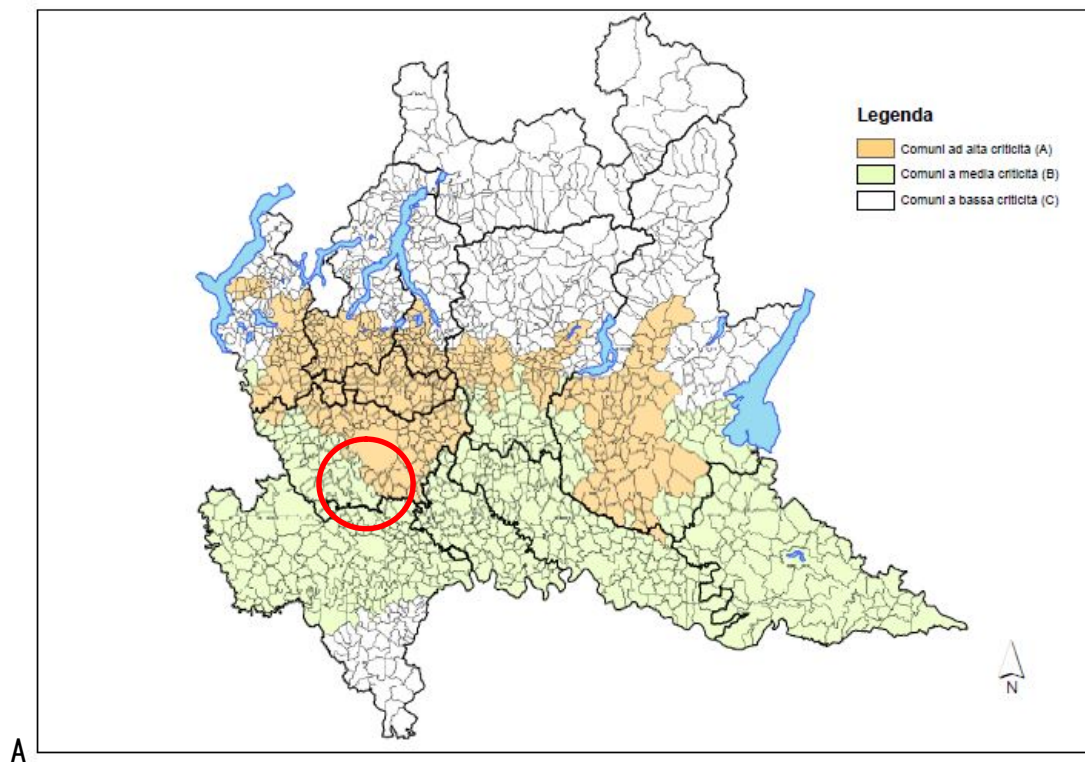 Legenda
Comuni ad alta criticità (A)
Comuni a media criticità (B)
Comuni a bassa criticità (C)
N
A